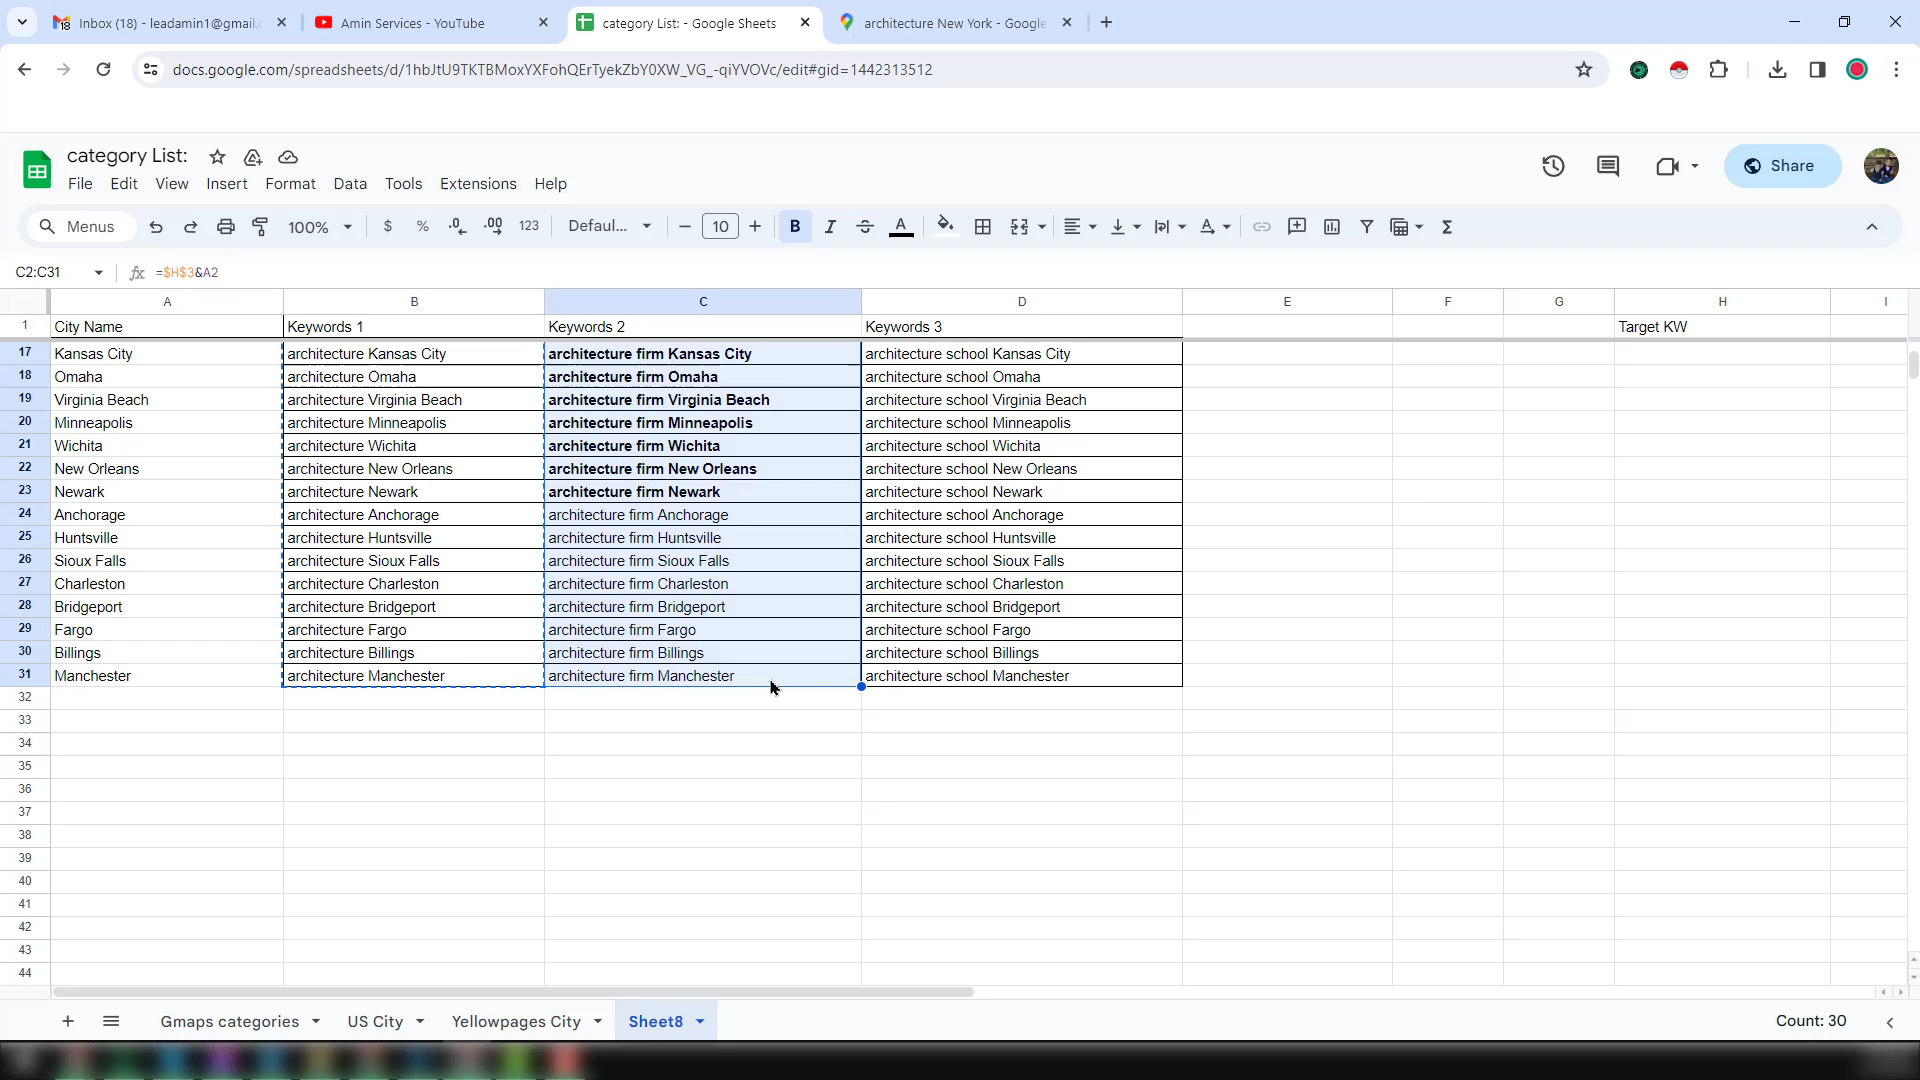 Inbox (18) - leadamin1@gmail.c
Amin Services - YouTube
category List: - Google Sheets
architecture New York - Google
docs.google.com/spreadsheets/d/1hbJtU9TKTBMoxYXFohQErTyekZbY0XW_VG_-qiYVOVc/edit#gid=1442313512
category List:
File Edit View Insert Format Data Tools Extensions Help
Share
Menus 100% $ % .0 .00 123 Defaul... 10 B I A
C2:C31 fx =$H$3&A2
A B C D E F G H I
1 City Name Keywords 1 Keywords 2 Keywords 3 Target KW
17 Kansas City architecture Kansas City architecture firm Kansas City architecture school Kansas City
18 Omaha architecture Omaha architecture firm Omaha architecture school Omaha
19 Virginia Beach architecture Virginia Beach architecture firm Virginia Beach architecture school Virginia Beach
20 Minneapolis architecture Minneapolis architecture firm Minneapolis architecture school Minneapolis
21 Wichita architecture Wichita architecture firm Wichita architecture school Wichita
22 New Orleans architecture New Orleans architecture firm New Orleans architecture school New Orleans
23 Newark architecture Newark architecture firm Newark architecture school Newark
24 Anchorage architecture Anchorage architecture firm Anchorage architecture school Anchorage
25 Huntsville architecture Huntsville architecture firm Huntsville architecture school Huntsville
26 Sioux Falls architecture Sioux Falls architecture firm Sioux Falls architecture school Sioux Falls
27 Charleston architecture Charleston architecture firm Charleston architecture school Charleston
28 Bridgeport architecture Bridgeport architecture firm Bridgeport architecture school Bridgeport
29 Fargo architecture Fargo architecture firm Fargo architecture school Fargo
30 Billings architecture Billings architecture firm Billings architecture school Billings
31 Manchester architecture Manchester architecture firm Manchester architecture school Manchester
32
33
34
35
36
37
38
39
40
41
42
43
44
Gmaps categories US City Yellowpages City Sheet8 Count: 30